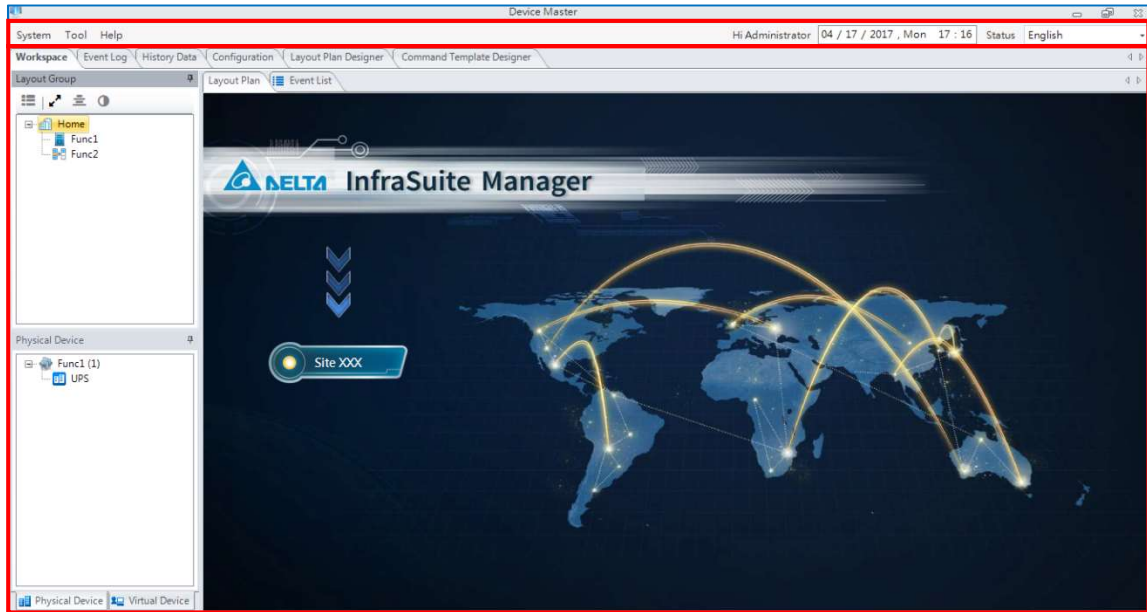 Device Master
System Tool Help Hi Administrator 04 / 17 / 2017 , Mon 17 : 16 Status English
Workspace Event Log History Data Configuration Layout Plan Designer Command Template Designer
Layout Group Layout Plan Event List
Home
Func1
Func2
DELTA InfraSuite Manager
Site XXX
Physical Device
Func1 (1)
UPS
Physical Device Virtual Device